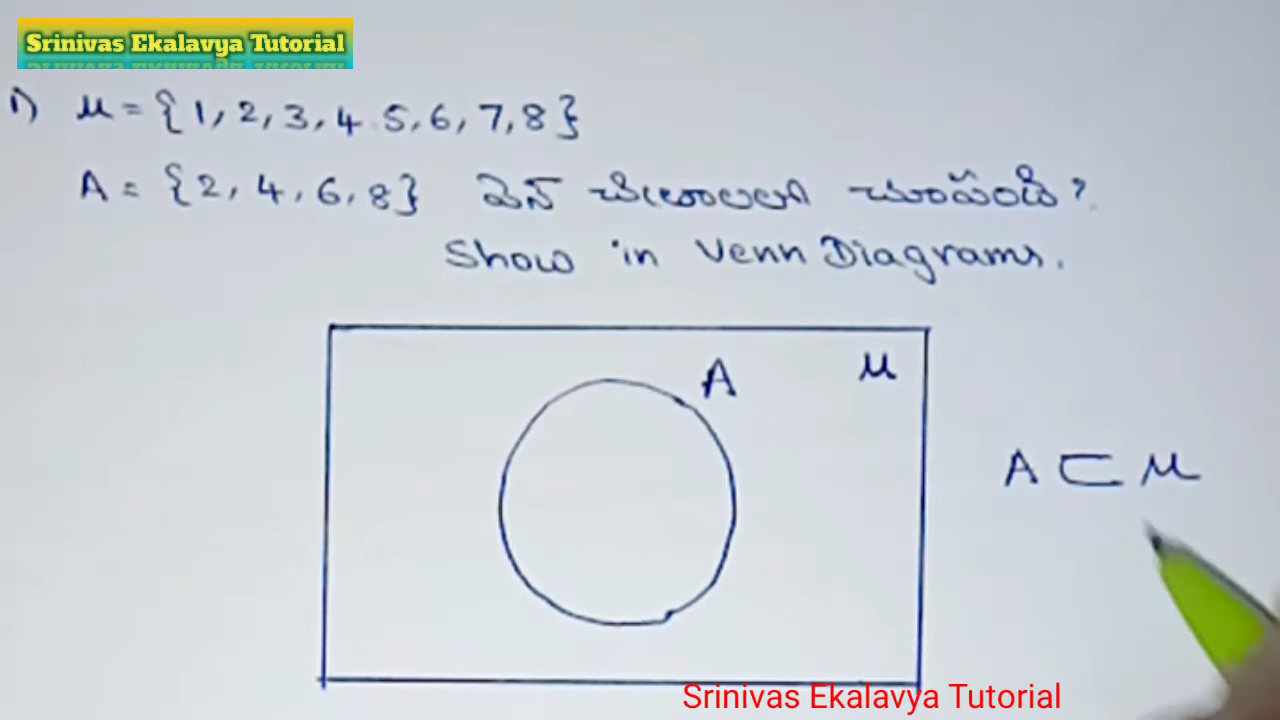 Srinivas Ekalavya Tutorial
1) μ = {1, 2, 3, 4 5, 6, 7, 8}
A = {2, 4, 6, 8} వెన్ చిత్రాలలో చూపండి?
Show in Venn Diagrams.
A μ
A ⊂ μ
Srinivas Ekalavya Tutorial